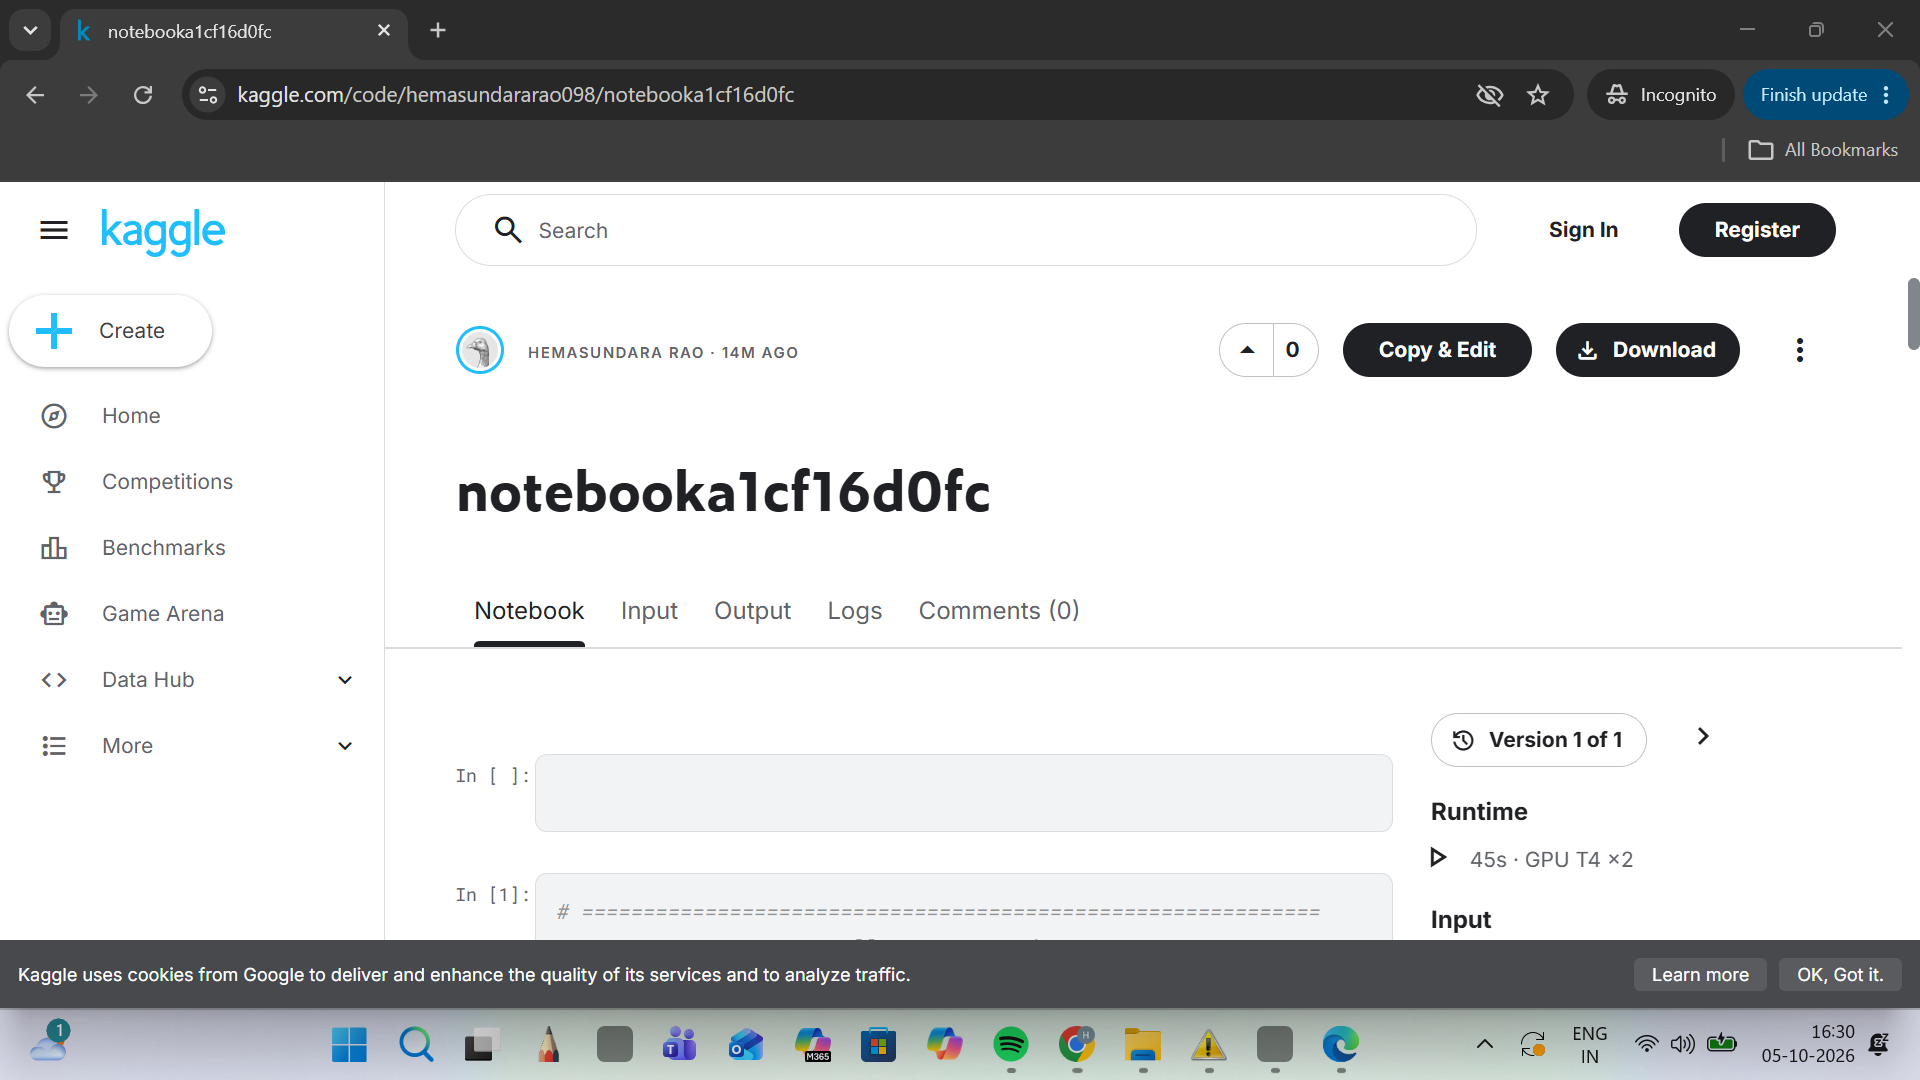 notebooka1cf16d0fc
kaggle.com/code/hemasundararao098/notebooka1cf16d0fc
Incognito
Finish update
All Bookmarks
kaggle
Search
Sign In
Register
Create
HEMASUNDARA RAO · 14M AGO
0
Copy & Edit
Download
Home
Competitions
Benchmarks
Game Arena
Data Hub
More
notebooka1cf16d0fc
Notebook Input Output Logs Comments (0)
Version 1 of 1
In [ ]:
Runtime
45s · GPU T4 ×2
In [1]:
# ============================================================
Input
Kaggle uses cookies from Google to deliver and enhance the quality of its services and to analyze traffic.
Learn more
OK, Got it.
1
M365
H
ENG
IN
16:30
05-10-2026